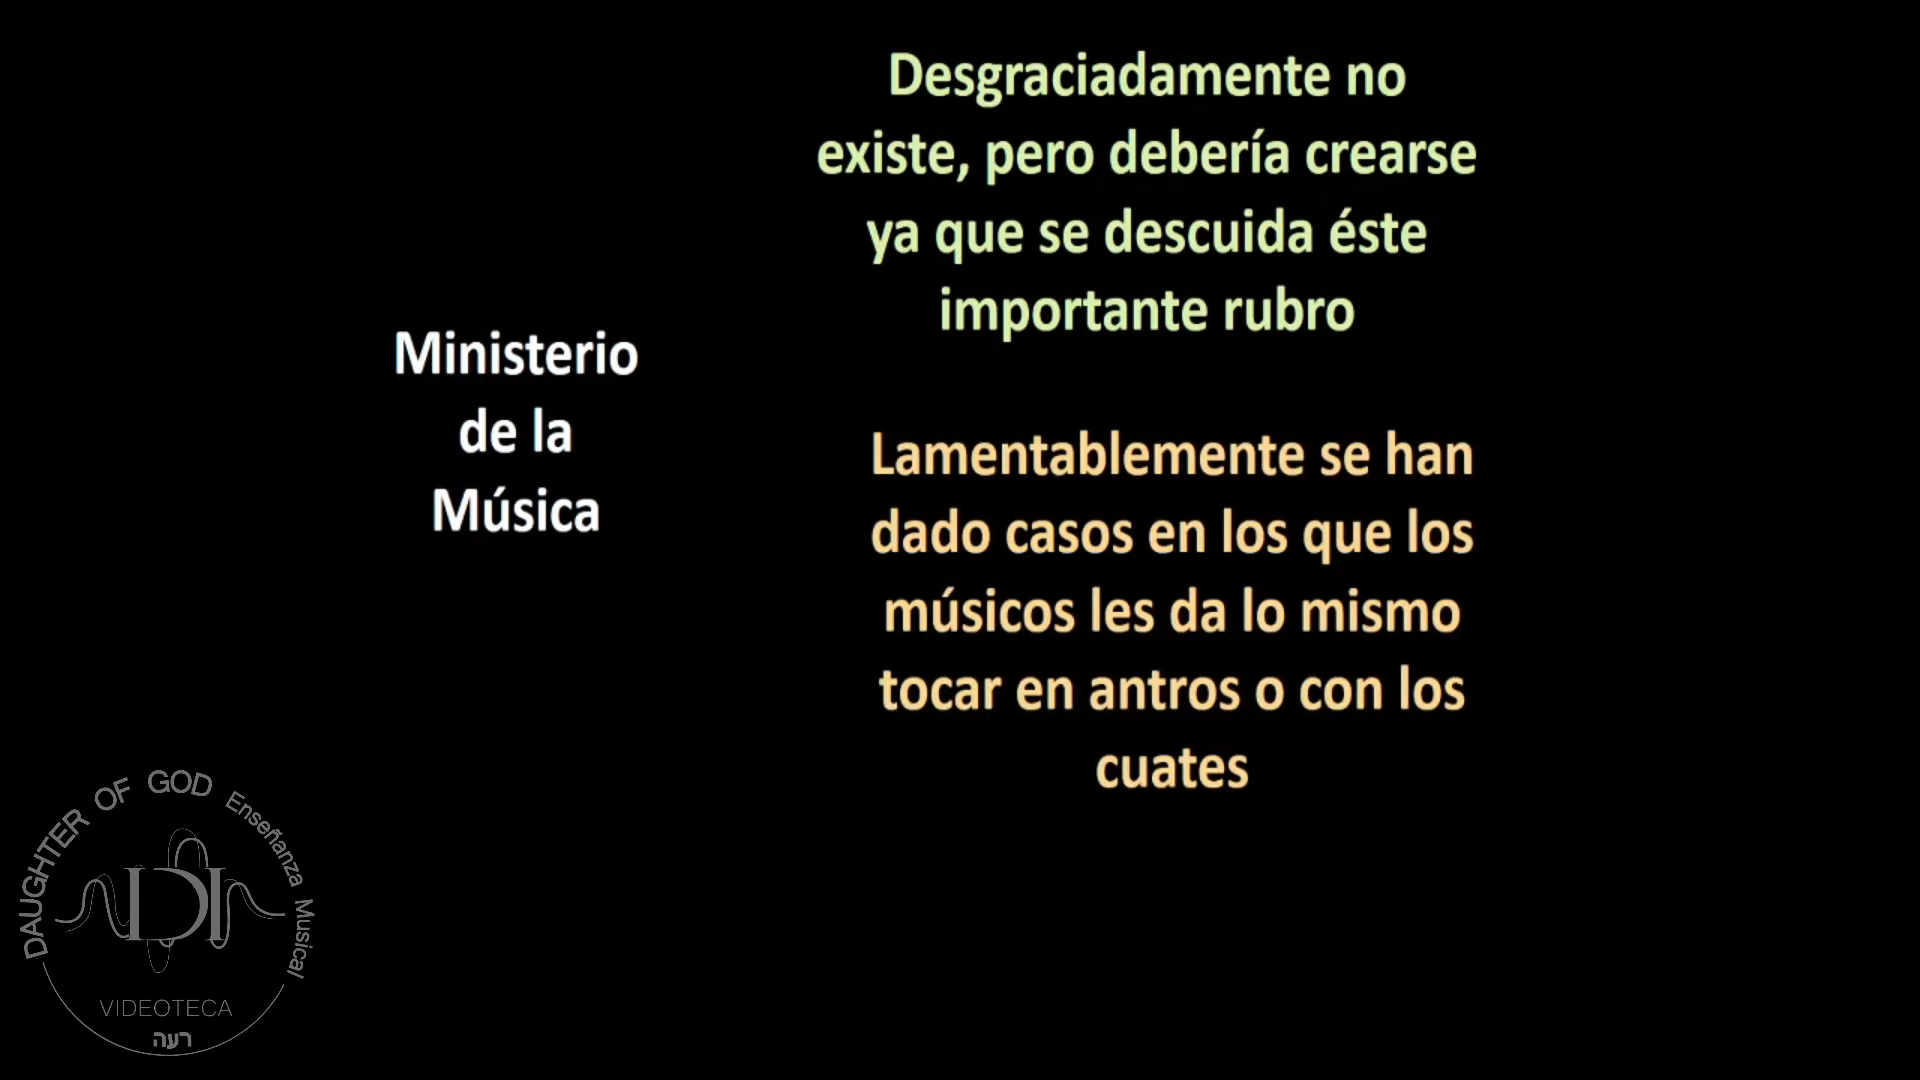 Ministerio
de la
Música
Desgraciadamente no
existe, pero debería crearse
ya que se descuida éste
importante rubro
Lamentablemente se han
dado casos en los que los
músicos les da lo mismo
tocar en antros o con los
cuates
DAUGHTER OF GOD Enseñanza Musical
VIDEOTECA
רעה